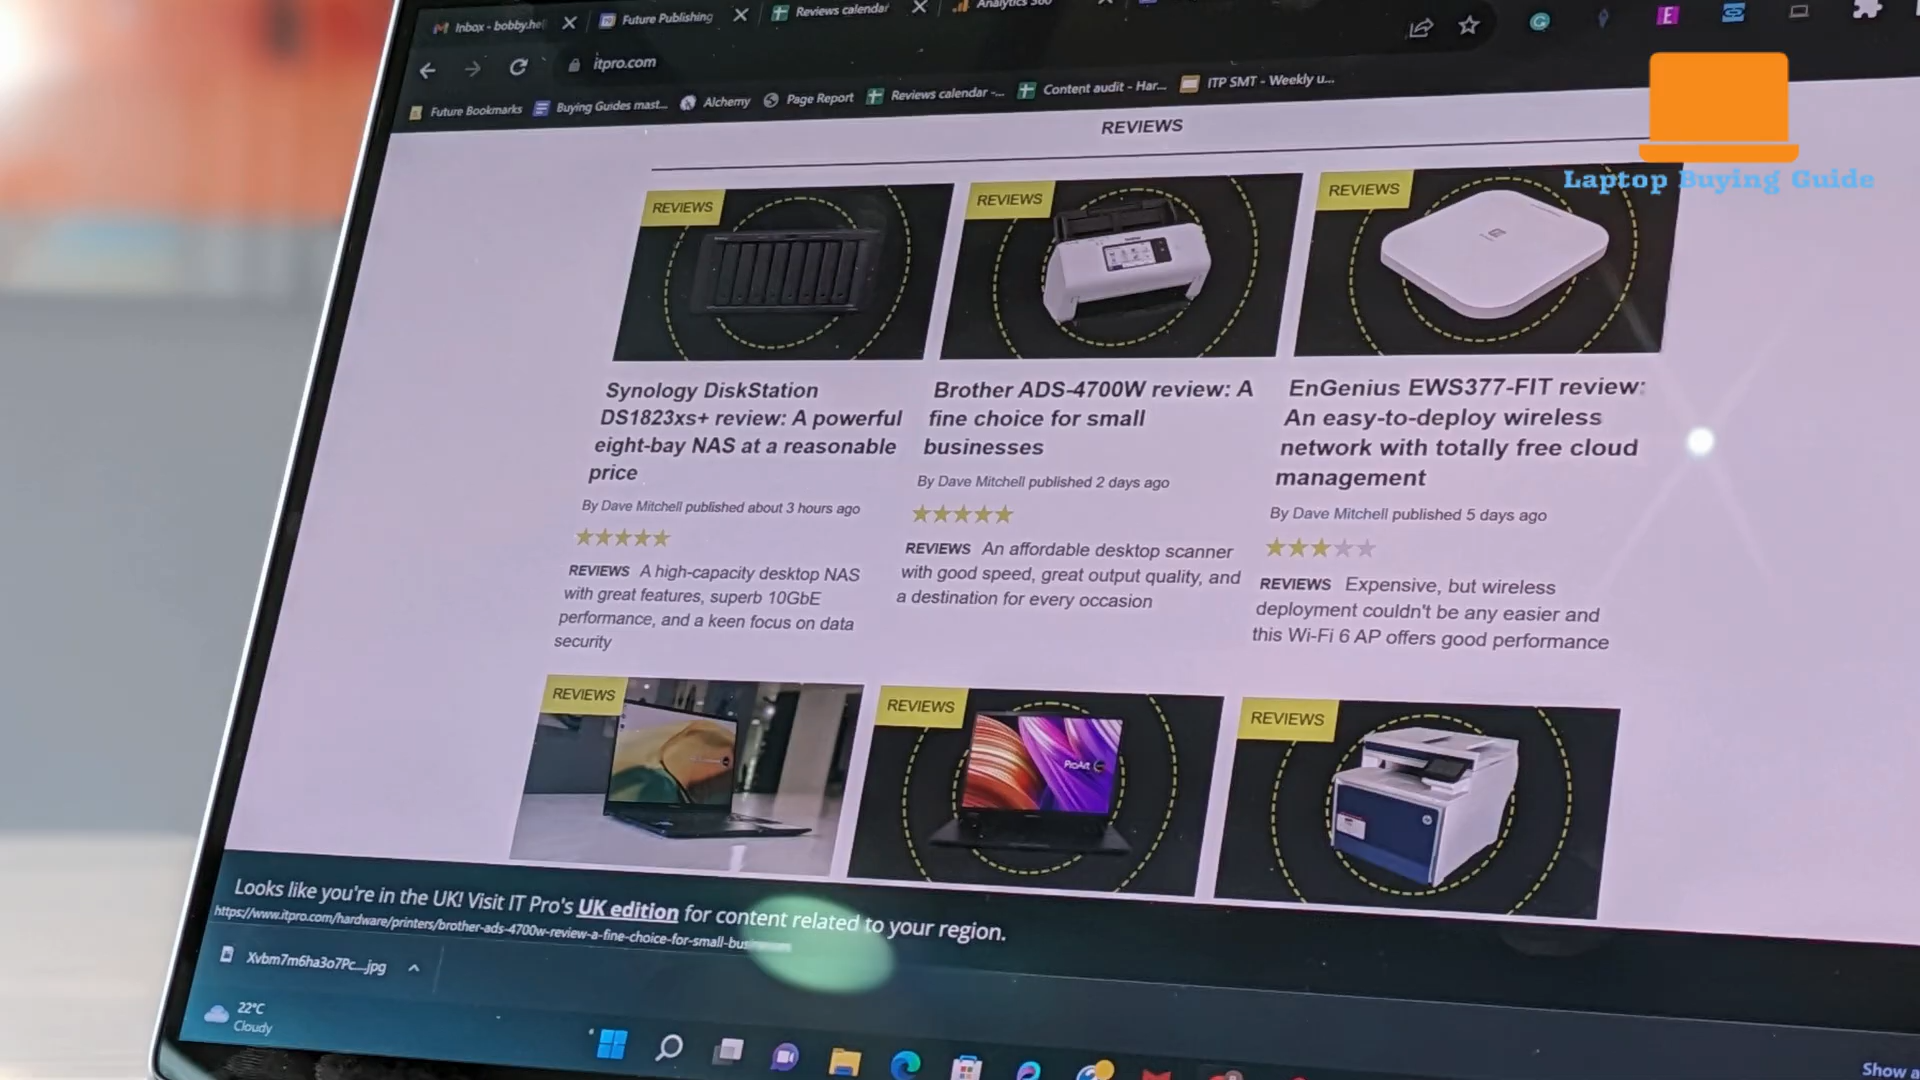 Inbox - bobby.he
Future Publishing
Reviews calendar
Analytics 360
itpro.com
Future Bookmarks
Buying Guides mast...
Alchemy
Page Report
Reviews calendar -...
Content audit - Har...
ITP SMT - Weekly u...
Laptop Buying Guide
REVIEWS
REVIEWS
REVIEWS
REVIEWS
Synology DiskStation
DS1823xs+ review: A powerful
eight-bay NAS at a reasonable
price
By Dave Mitchell published about 3 hours ago
REVIEWS A high-capacity desktop NAS
with great features, superb 10GbE
performance, and a keen focus on data
security
Brother ADS-4700W review: A
fine choice for small
businesses
By Dave Mitchell published 2 days ago
REVIEWS An affordable desktop scanner
with good speed, great output quality, and
a destination for every occasion
EnGenius EWS377-FIT review:
An easy-to-deploy wireless
network with totally free cloud
management
By Dave Mitchell published 5 days ago
REVIEWS Expensive, but wireless
deployment couldn't be any easier and
this Wi-Fi 6 AP offers good performance
REVIEWS
REVIEWS
ProArt
REVIEWS
Looks like you're in the UK! Visit IT Pro's UK edition for content related to your region.
https://www.itpro.com/hardware/printers/brother-ads-4700w-review-a-fine-choice-for-small-businesses
Xvbm7m6ha3o7Pc....jpg
22°C
Cloudy
Show a